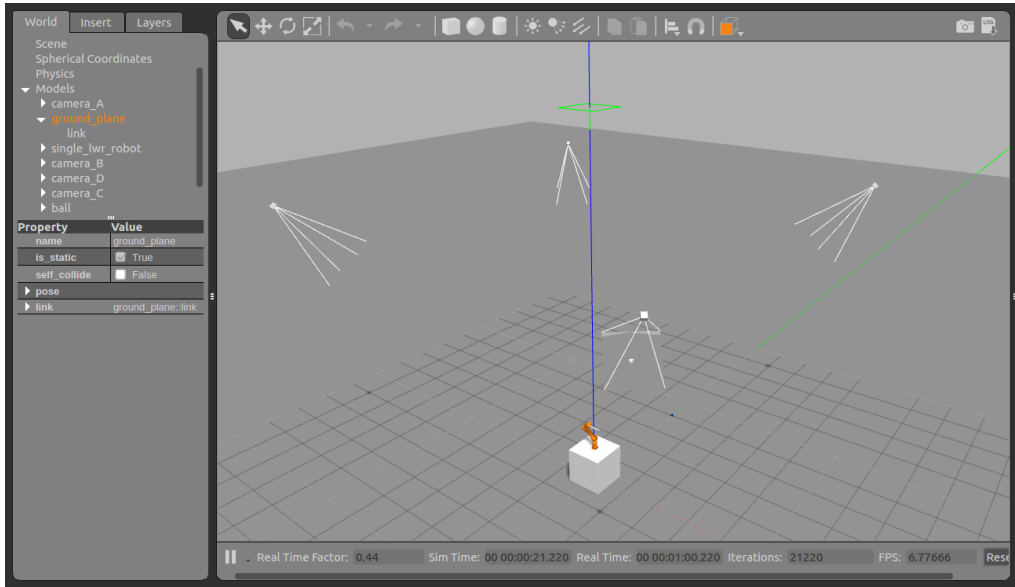 World Insert Layers
LOG
Scene
Spherical Coordinates
Physics
Models
camera_A
ground_plane
link
single_lwr_robot
camera_B
camera_D
camera_C
ball
Property Value
name ground_plane
is_static True
self_collide False
pose
link ground_plane::link
Real Time Factor: 0.44 Sim Time: 00 00:00:21.220 Real Time: 00 00:01:00.220 Iterations: 21220 FPS: 6.77666 Rese